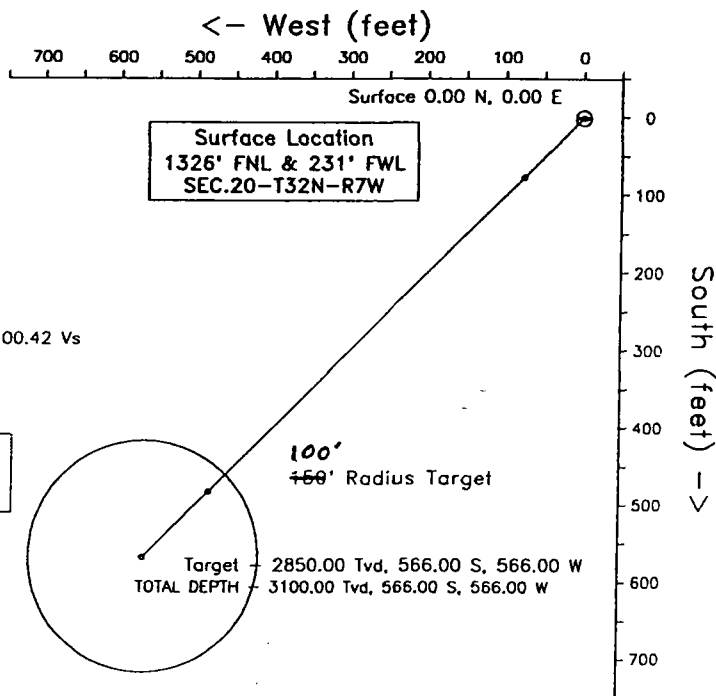 <- West (feet)
700 600 500 400 300 200 100 0
Surface 0.00 N, 0.00 E
Surface Location
1326' FNL & 231' FWL
SEC.20-T32N-R7W
0
100
200
300
00.42 Vs
400
100'
150' Radius Target
500
Target - 2850.00 Tvd, 566.00 S, 566.00 W
TOTAL DEPTH - 3100.00 Tvd, 566.00 S, 566.00 W
600
700
South (feet) ->